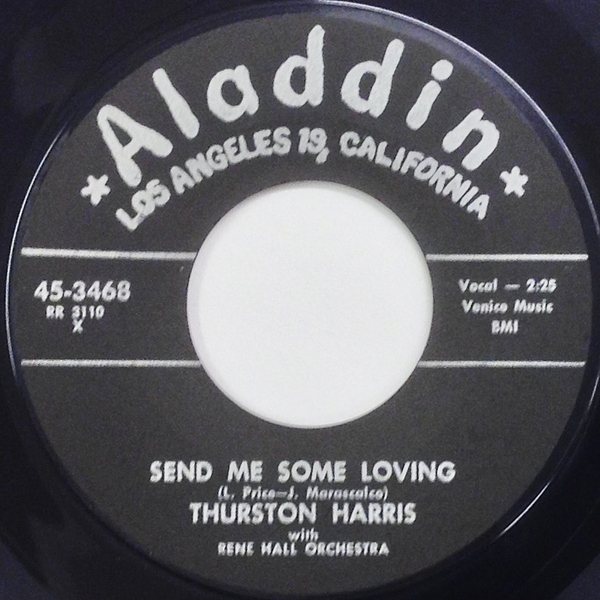 Aladdin
LOS ANGELES 19, CALIFORNIA
45-3468
RR 3110
X
Vocal — 2:25
Venice Music
BMI
SEND ME SOME LOVING
(L. Price—J. Marascalco)
THURSTON HARRIS
with
RENE HALL ORCHESTRA